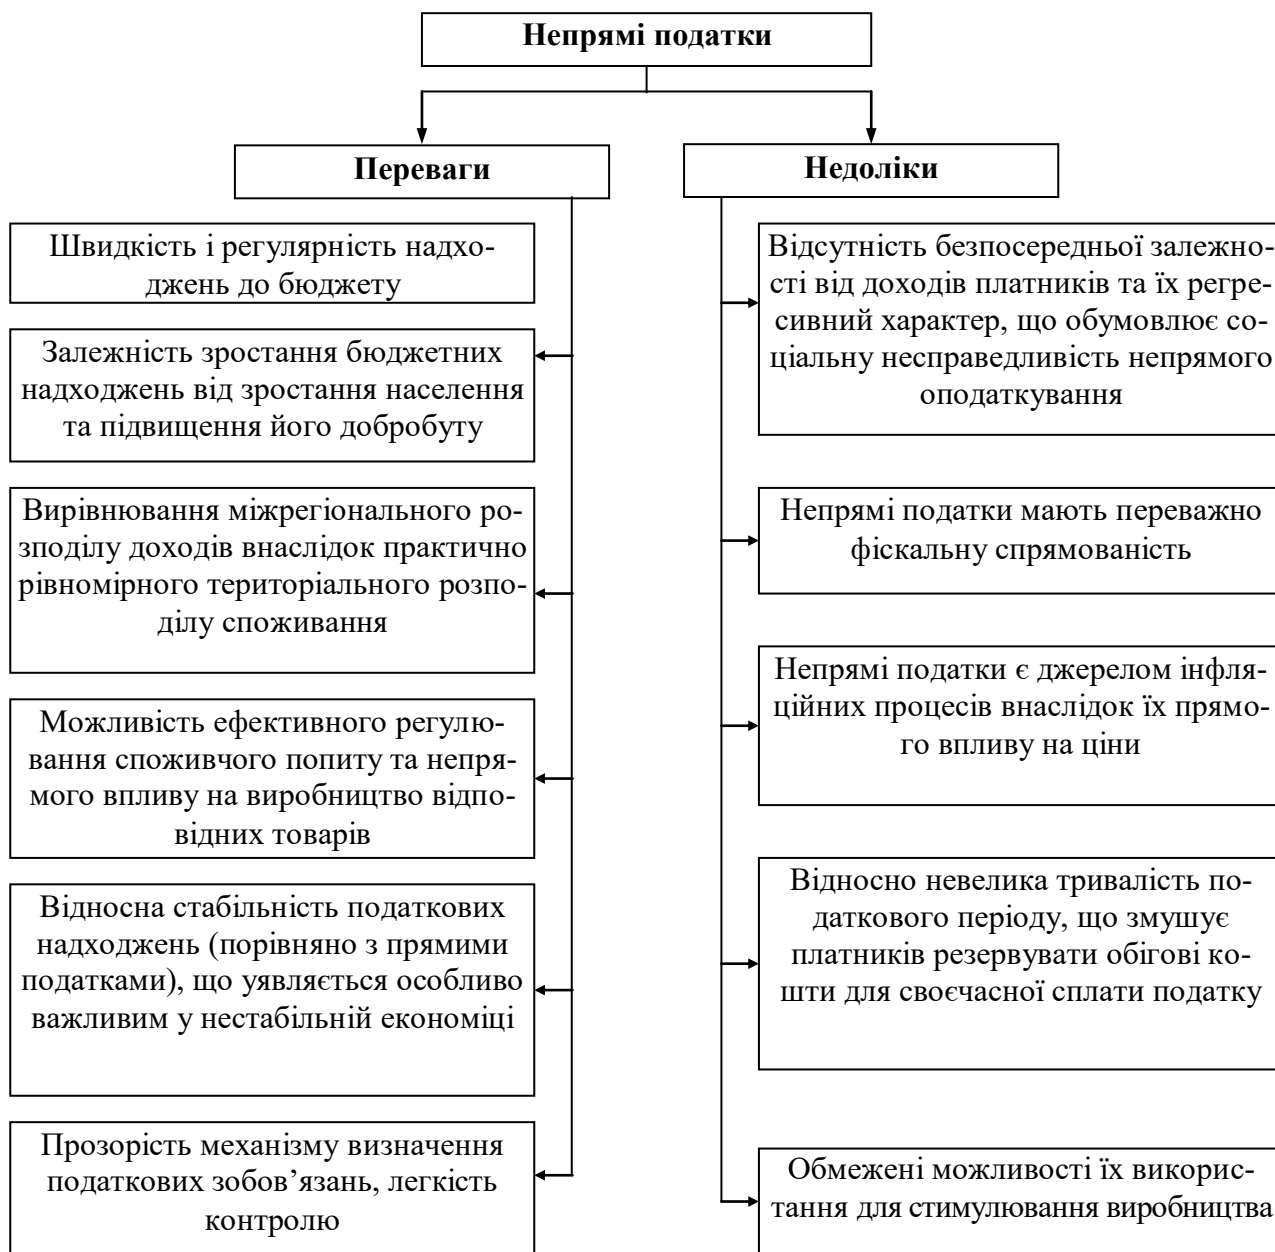 Непрямі податки
Переваги
Швидкість і регулярність надхо-
джень до бюджету
Залежність зростання бюджетних
надходжень від зростання населення
та підвищення його добробуту
Вирівнювання міжрегіонального ро-
зподілу доходів внаслідок практично
рівномірного територіального розпо-
ділу споживання
Можливість ефективного регулю-
вання споживчого попиту та непря-
мого впливу на виробництво відпо-
відних товарів
Відносна стабільність податкових
надходжень (порівняно з прямими
податками), що уявляється особливо
важливим у нестабільній економіці
Прозорість механізму визначення
податкових зобов’язань, легкість
контролю
Недоліки
Відсутність безпосередньої залежно-
сті від доходів платників та їх регре-
сивний характер, що обумовлює со-
ціальну несправедливість непрямого
оподаткування
Непрямі податки мають переважно
фіскальну спрямованість
Непрямі податки є джерелом інфля-
ційних процесів внаслідок їх прямо-
го впливу на ціни
Відносно невелика тривалість по-
даткового періоду, що змушує
платників резервувати обігові ко-
шти для своєчасної сплати податку
Обмежені можливості їх викорис-
тання для стимулювання виробництва